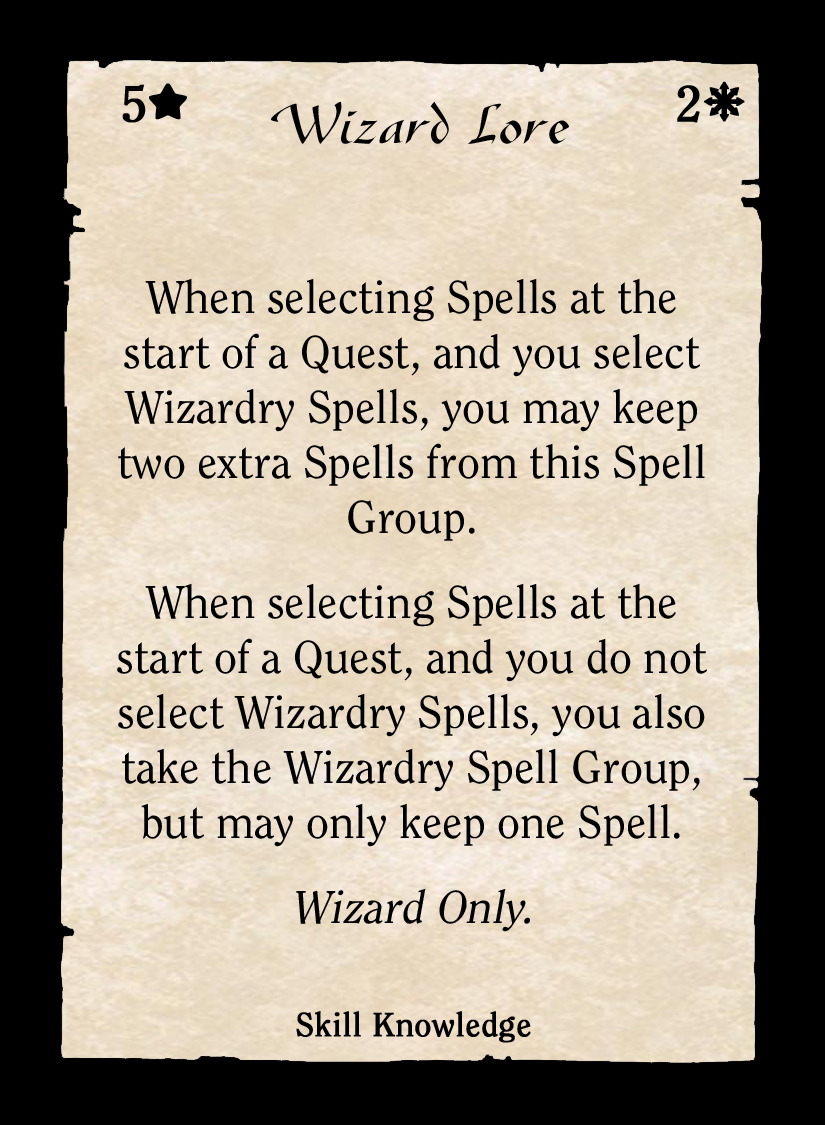 5★ Wizard Lore 2
When selecting Spells at the
start of a Quest, and you select
Wizardry Spells, you may keep
two extra Spells from this Spell
Group.
When selecting Spells at the
start of a Quest, and you do not
select Wizardry Spells, you also
take the Wizardry Spell Group,
but may only keep one Spell.
Wizard Only.
Skill Knowledge